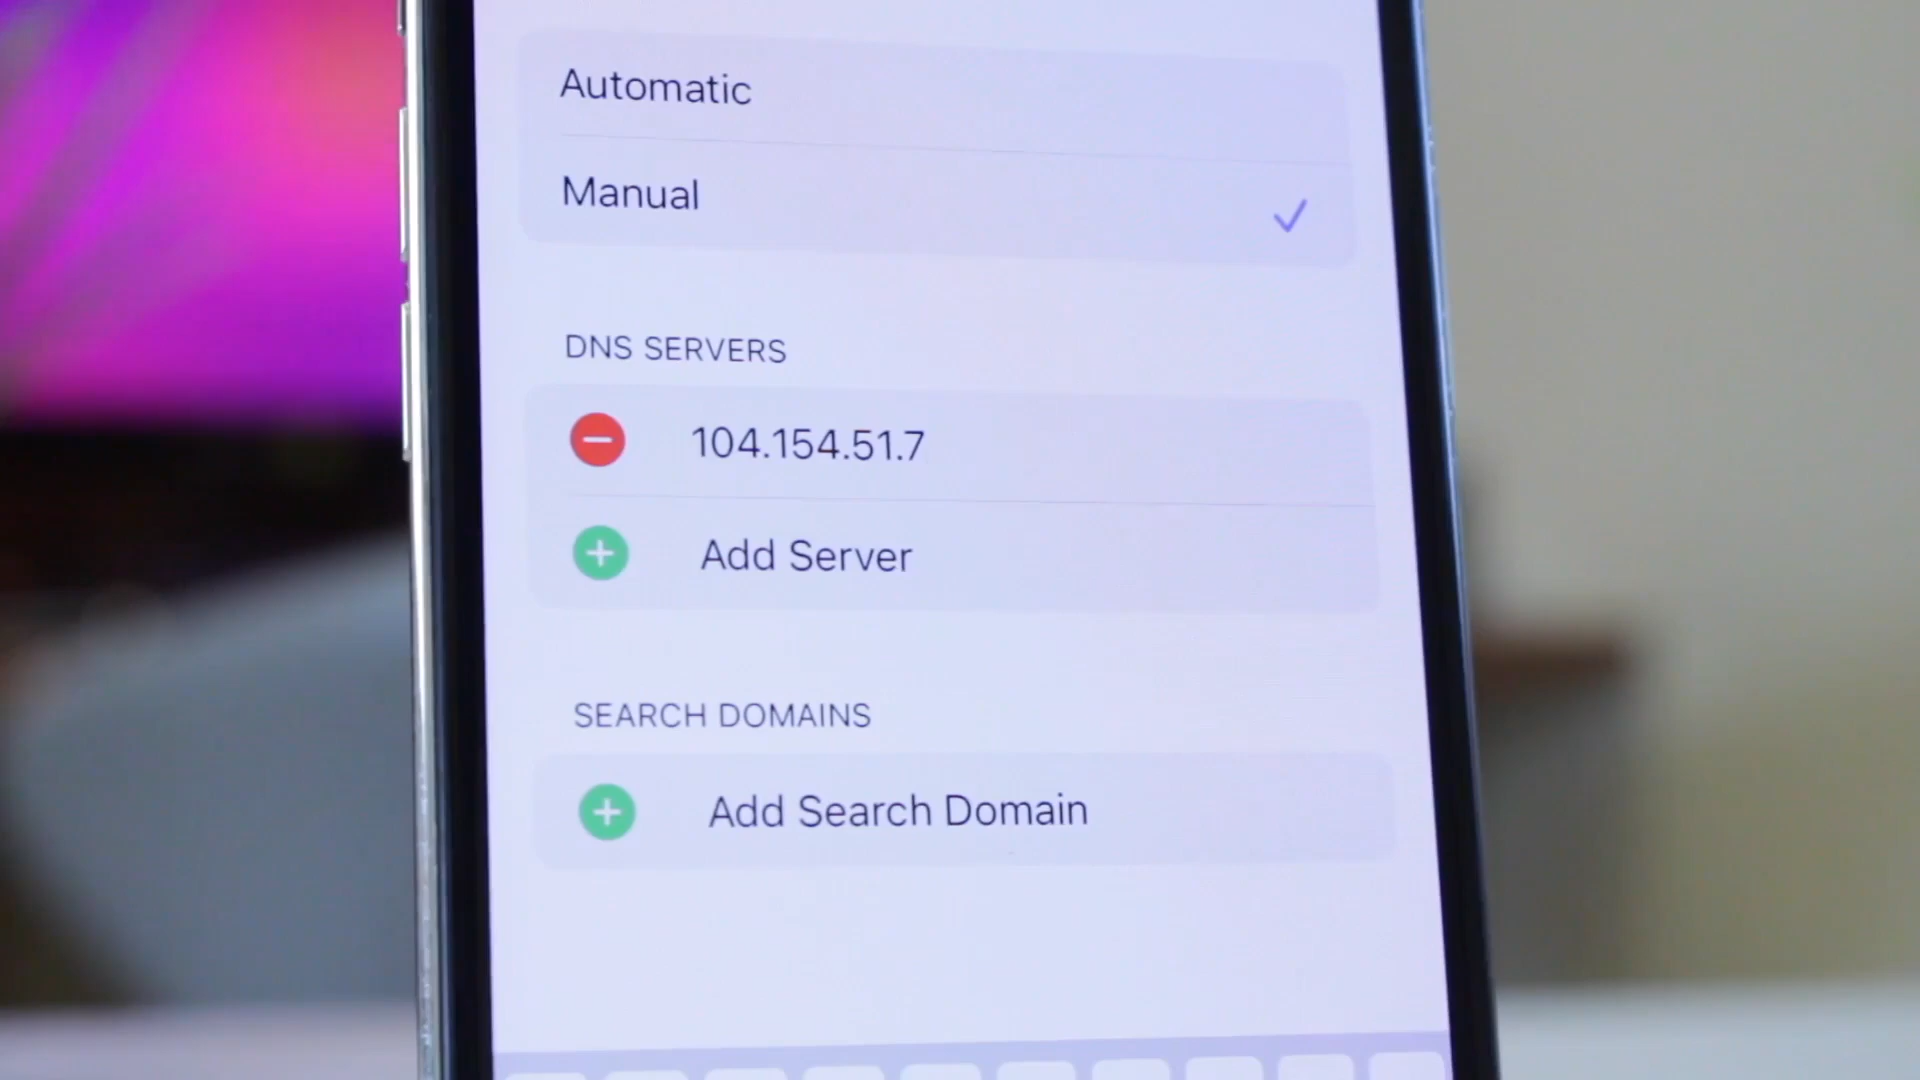 Automatic
Manual
DNS SERVERS
104.154.51.7
Add Server
SEARCH DOMAINS
Add Search Domain